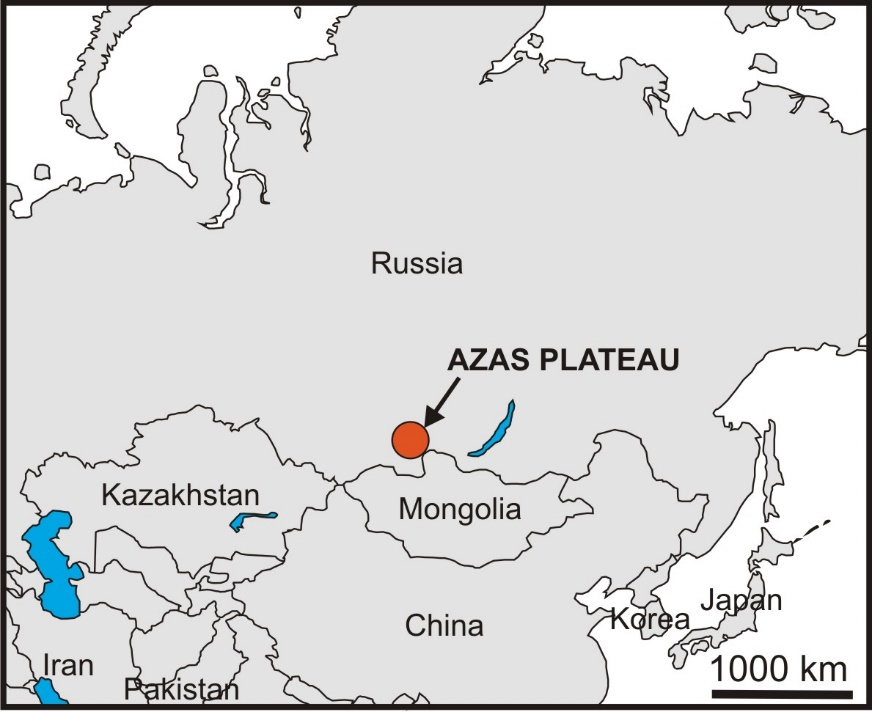 Russia
AZAS PLATEAU
Kazakhstan
Mongolia
Japan
Korea
China
Iran
1000 km
Pakistan